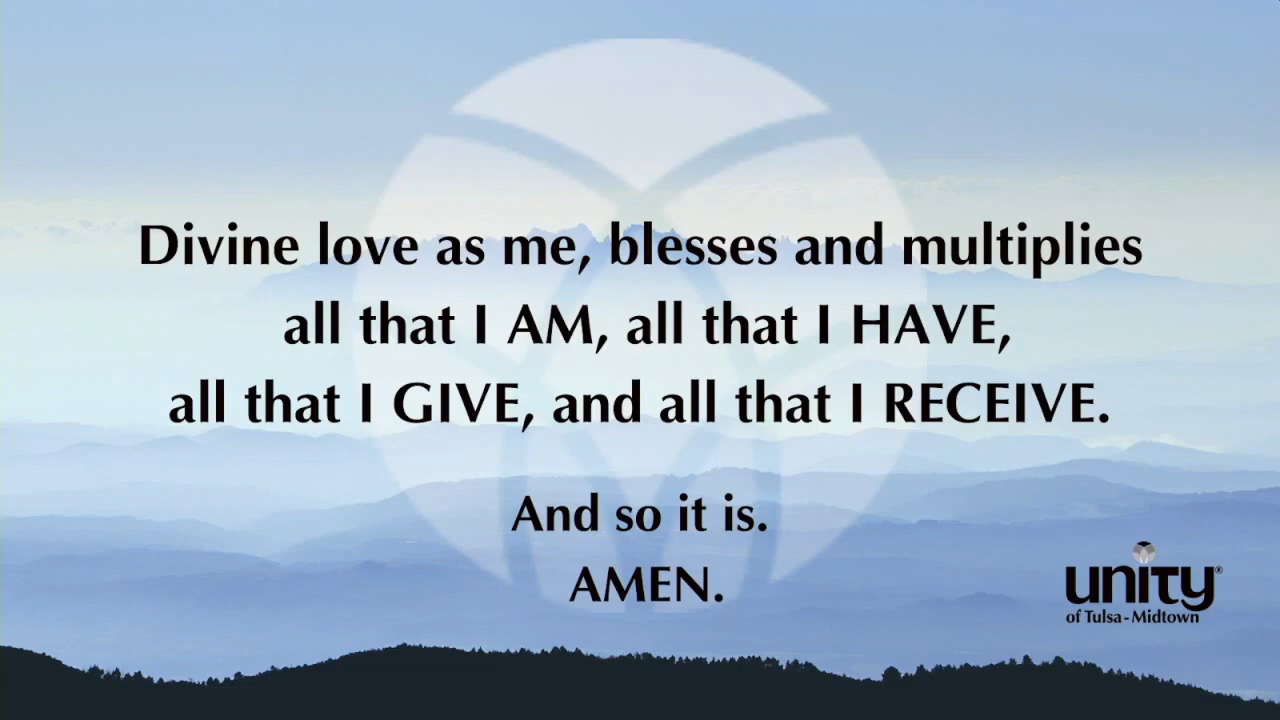 Divine love as me, blesses and multiplies
all that I AM, all that I HAVE,
all that I GIVE, and all that I RECEIVE.
And so it is.
AMEN.
unity®
of Tulsa-Midtown